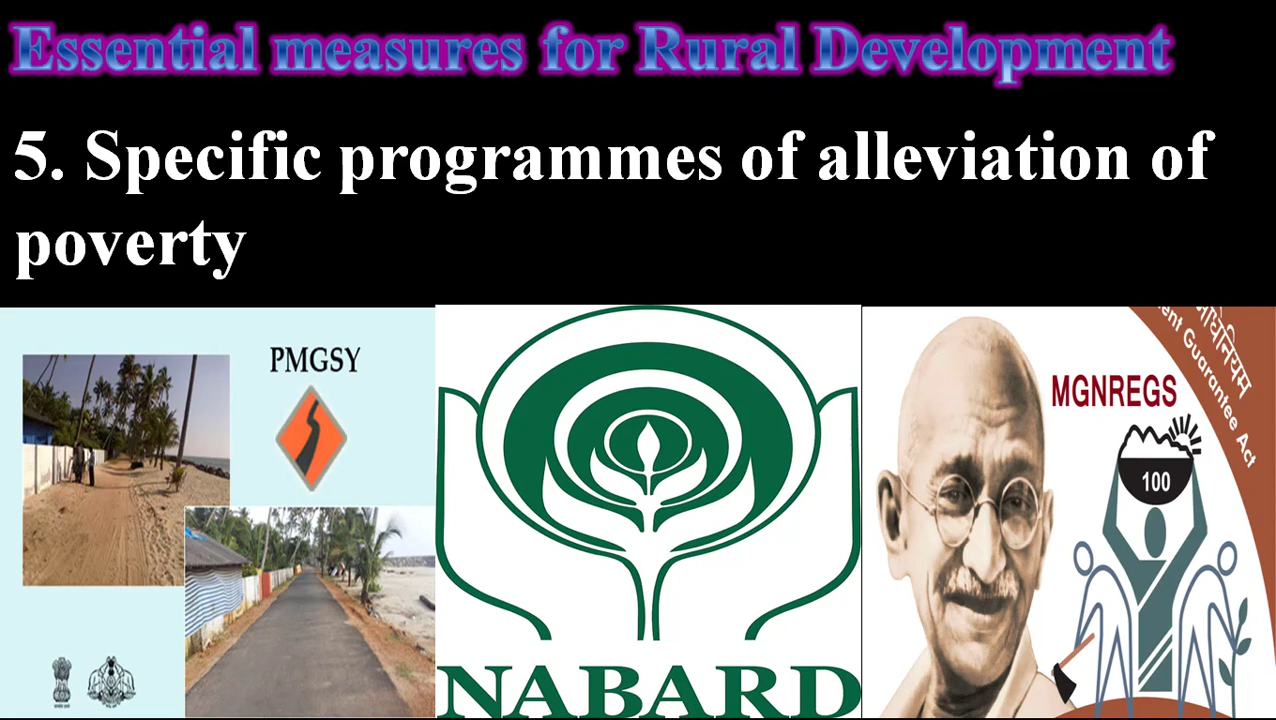 Essential measures for Rural Development
5. Specific programmes of alleviation of
poverty
PMGSY
NABARD
MGNREGS
ent Guarantee Act
100